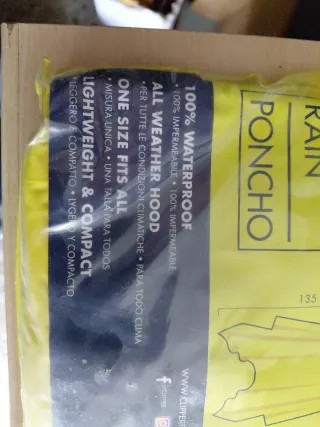 RAIN
PONCHO
100% WATERPROOF
• 100% IMPERMEABILE • 100% IMPERMEABLE
ALL WEATHER HOOD
• PER TUTTE LE CONDIZIONI CLIMATICHE • PARA TODO CLIMA
ONE SIZE FITS ALL
• MISURA UNICA • UNA TALLA PARA TODOS
LIGHTWEIGHT & COMPACT
LEGGERO E COMPATTO • LYGERO Y COMPACTO
135